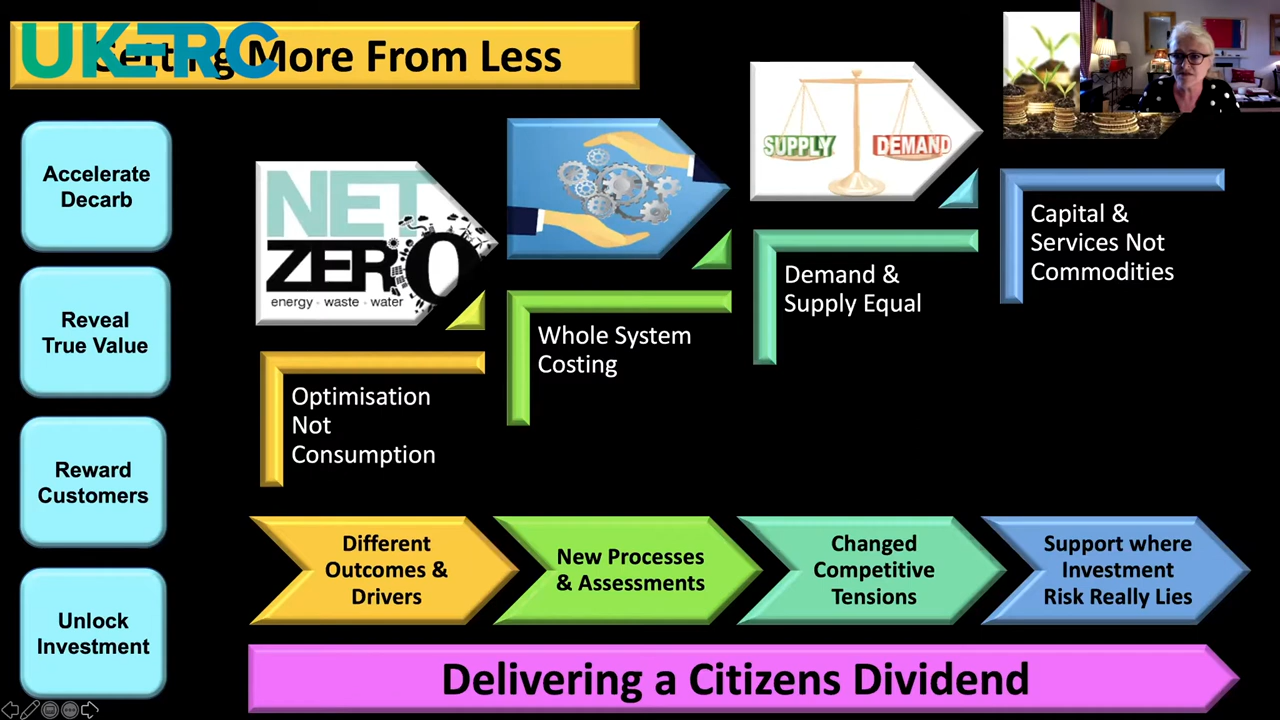 UKERC
Getting More From Less
Accelerate
Decarb
Reveal
True Value
Reward
Customers
Unlock
Investment
NET
ZERO
energy · waste · water
Optimisation
Not
Consumption
Whole System
Costing
SUPPLY
DEMAND
Demand &
Supply Equal
Capital &
Services Not
Commodities
Different
Outcomes &
Drivers
New Processes
& Assessments
Changed
Competitive
Tensions
Support where
Investment
Risk Really Lies
Delivering a Citizens Dividend